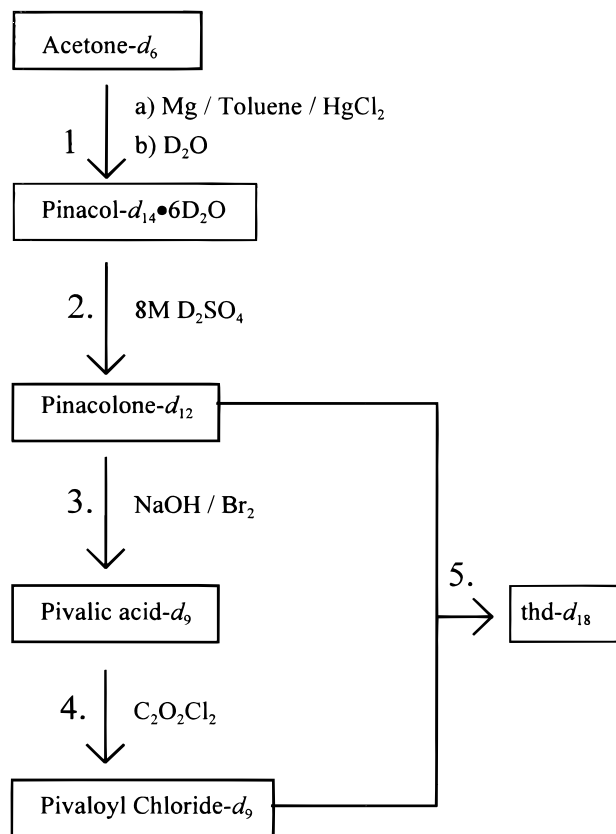 Acetone-d6
a) Mg / Toluene / HgCl2
1
b) D2O
Pinacol-d14•6D2O
2.
8M D2SO4
Pinacolone-d12
3.
NaOH / Br2
5.
Pivalic acid-d9
thd-d18
4.
C2O2Cl2
Pivaloyl Chloride-d9